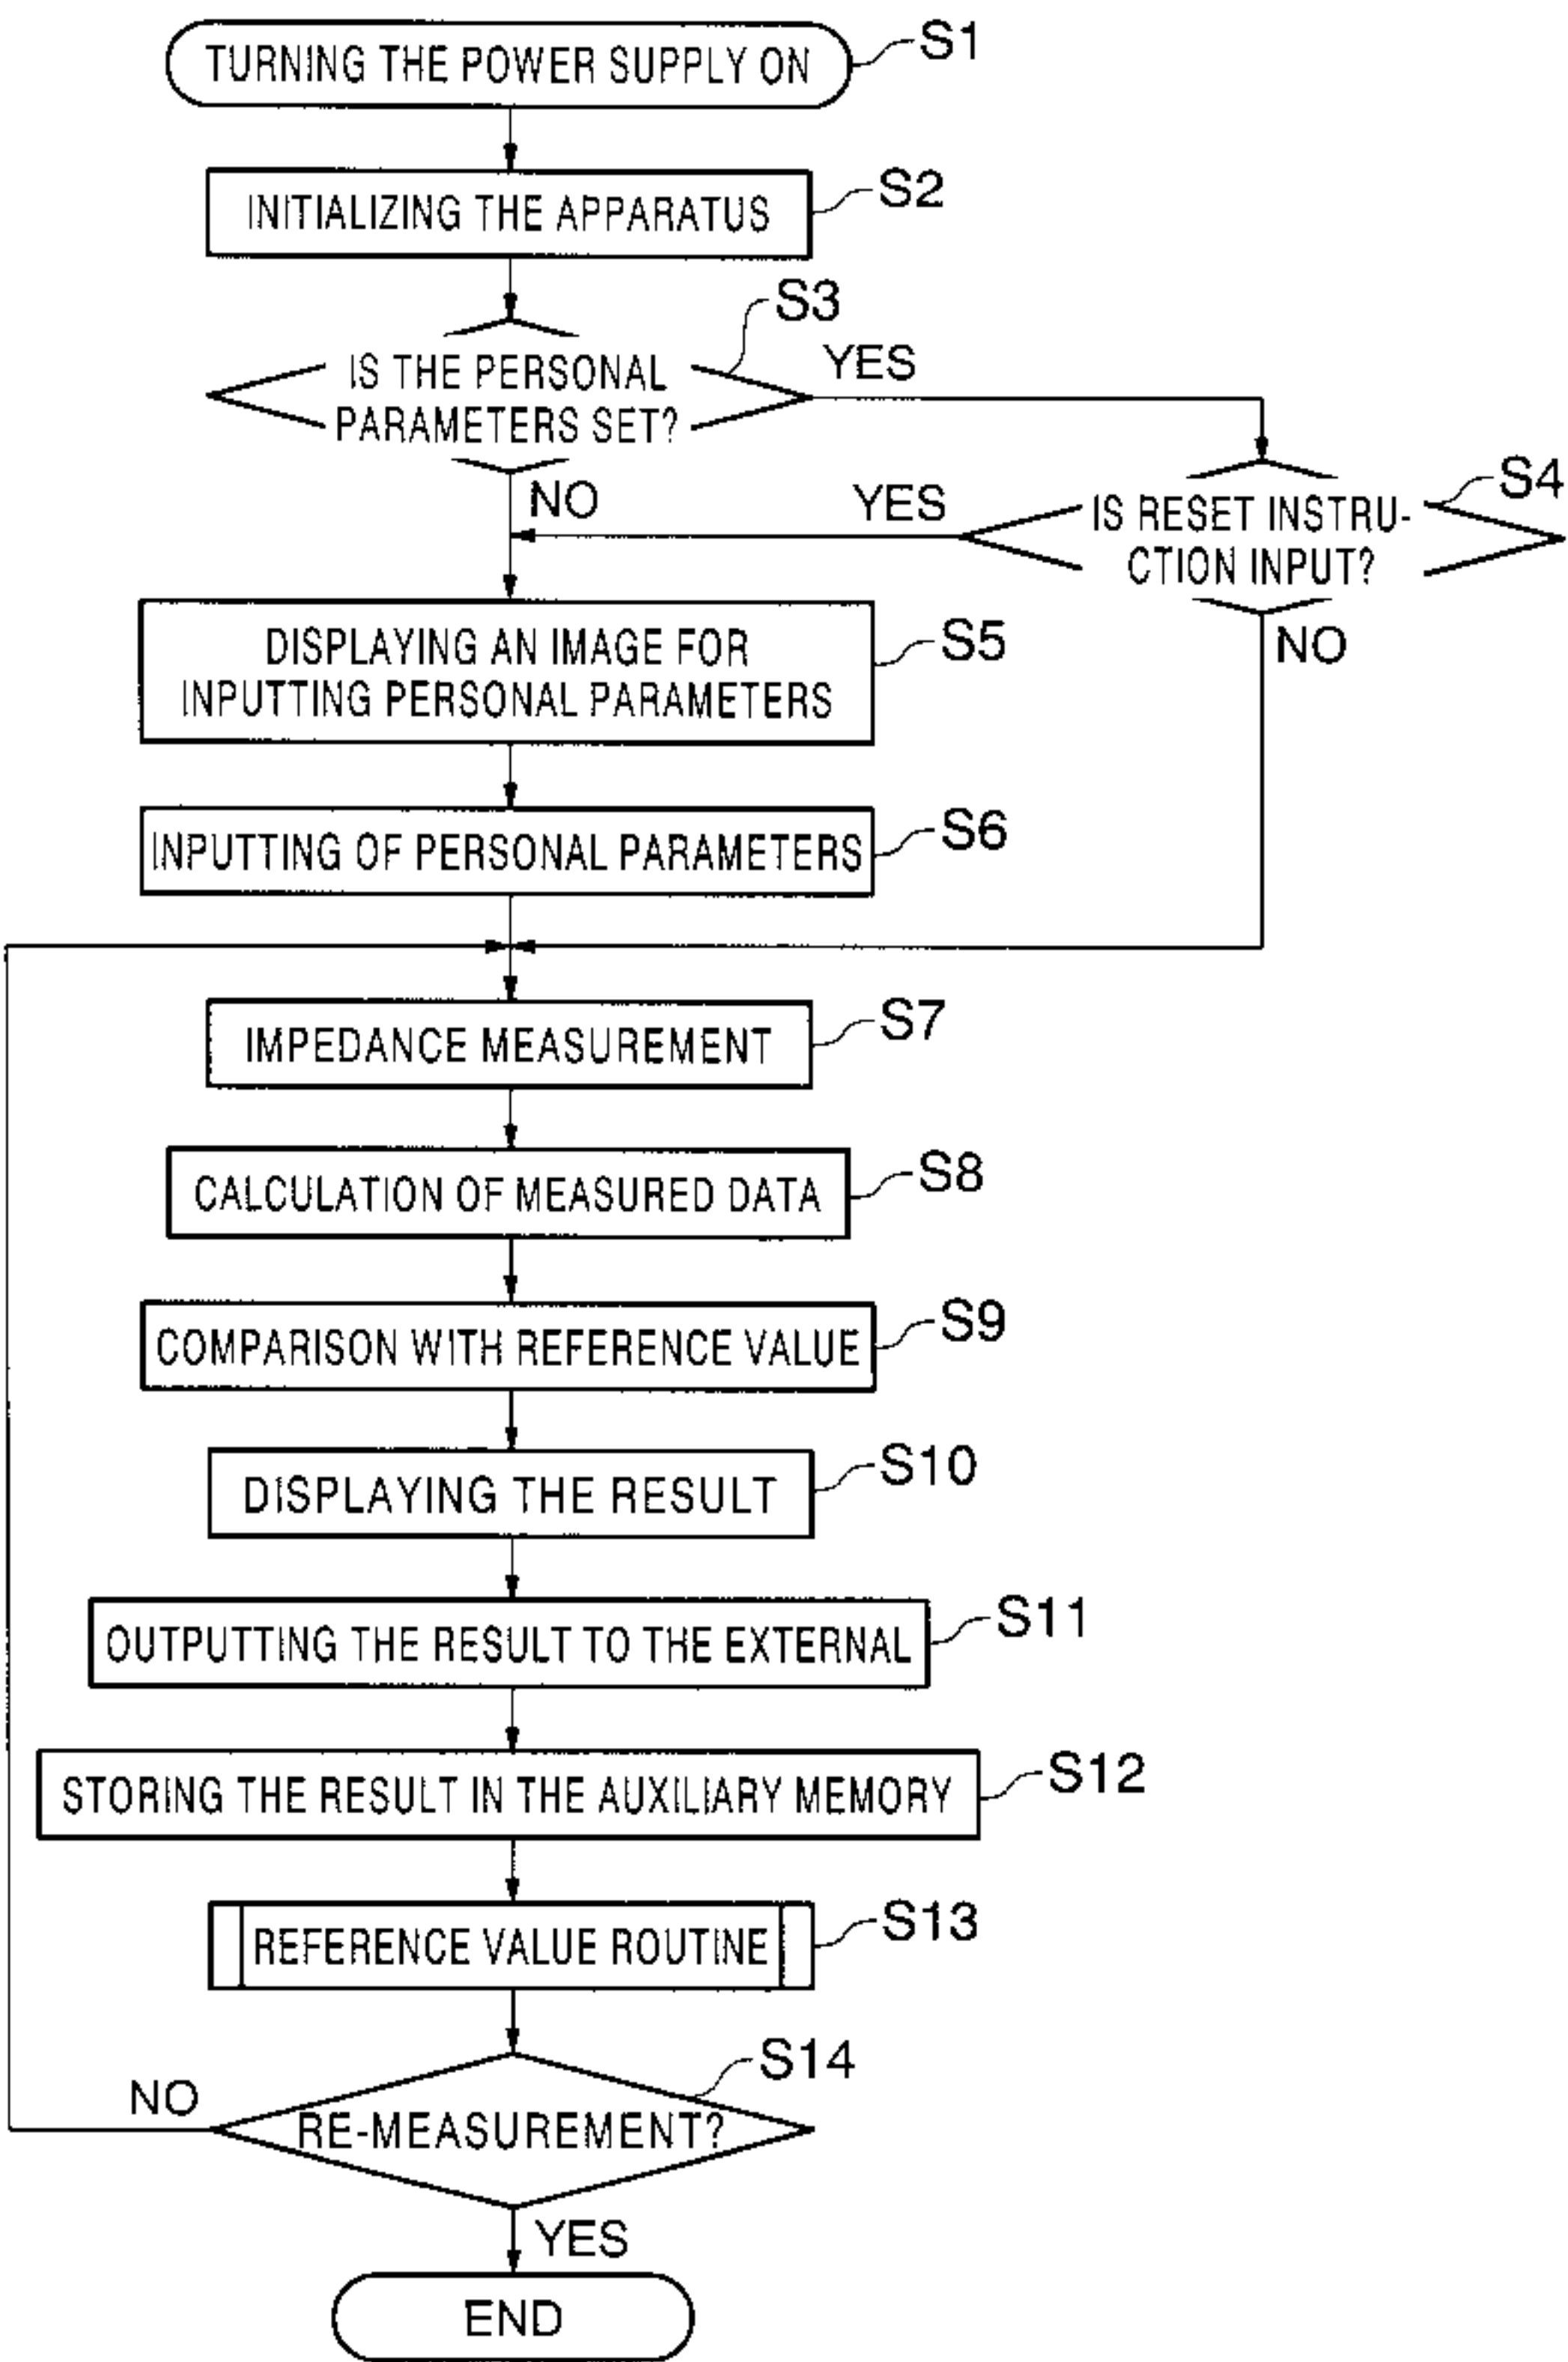 TURNING THE POWER SUPPLY ON
S1
INITIALIZING THE APPARATUS
S2
IS THE PERSONAL
PARAMETERS SET?
S3
YES
NO
IS RESET INSTRU-
CTION INPUT?
S4
YES
NO
DISPLAYING AN IMAGE FOR
INPUTTING PERSONAL PARAMETERS
S5
INPUTTING OF PERSONAL PARAMETERS
S6
IMPEDANCE MEASUREMENT
S7
CALCULATION OF MEASURED DATA
S8
COMPARISON WITH REFERENCE VALUE
S9
DISPLAYING THE RESULT
S10
OUTPUTTING THE RESULT TO THE EXTERNAL
S11
STORING THE RESULT IN THE AUXILIARY MEMORY
S12
REFERENCE VALUE ROUTINE
S13
RE-MEASUREMENT?
S14
NO
YES
END